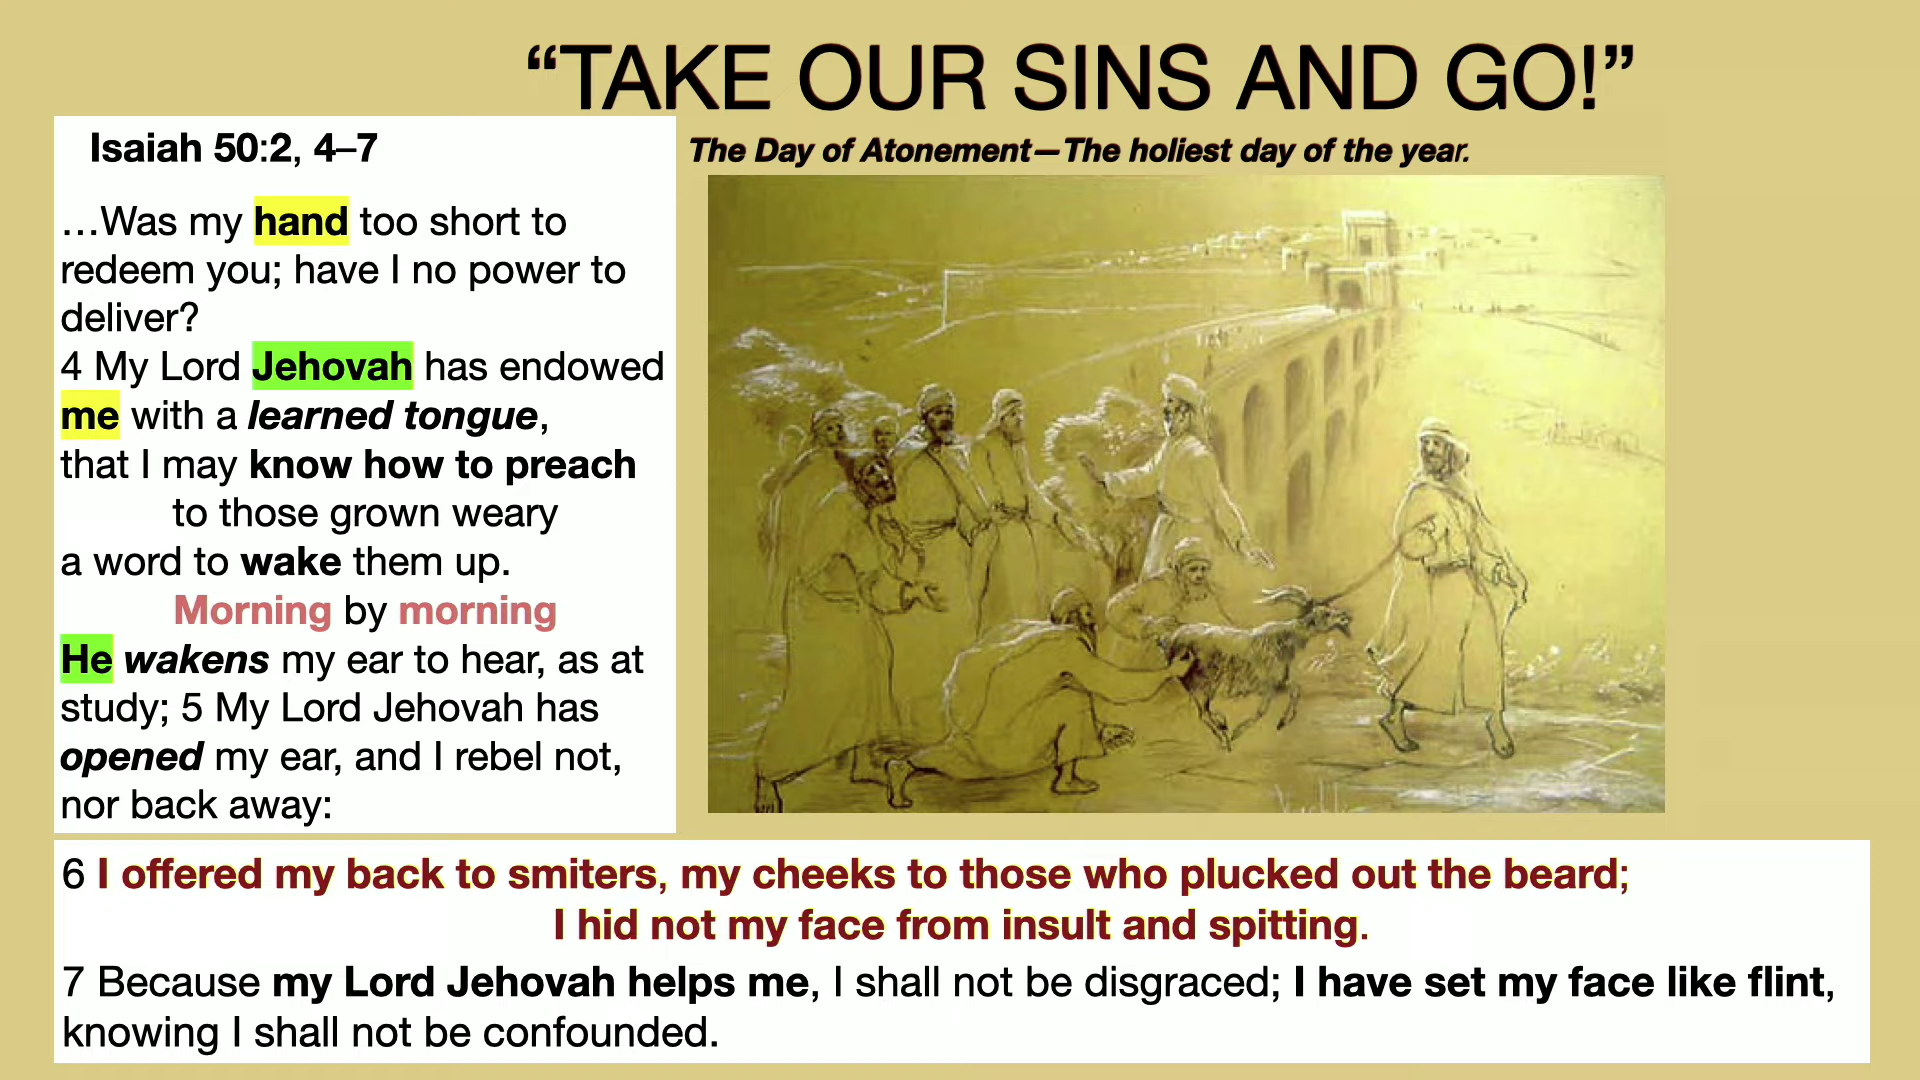 “TAKE OUR SINS AND GO!”
The Day of Atonement—The holiest day of the year.
Isaiah 50:2, 4–7
…Was my hand too short to
redeem you; have I no power to
deliver?
4 My Lord Jehovah has endowed
me with a learned tongue,
that I may know how to preach
to those grown weary
a word to wake them up.
Morning by morning
He wakens my ear to hear, as at
study; 5 My Lord Jehovah has
opened my ear, and I rebel not,
nor back away:
6 I offered my back to smiters, my cheeks to those who plucked out the beard;
I hid not my face from insult and spitting.
7 Because my Lord Jehovah helps me, I shall not be disgraced; I have set my face like flint,
knowing I shall not be confounded.